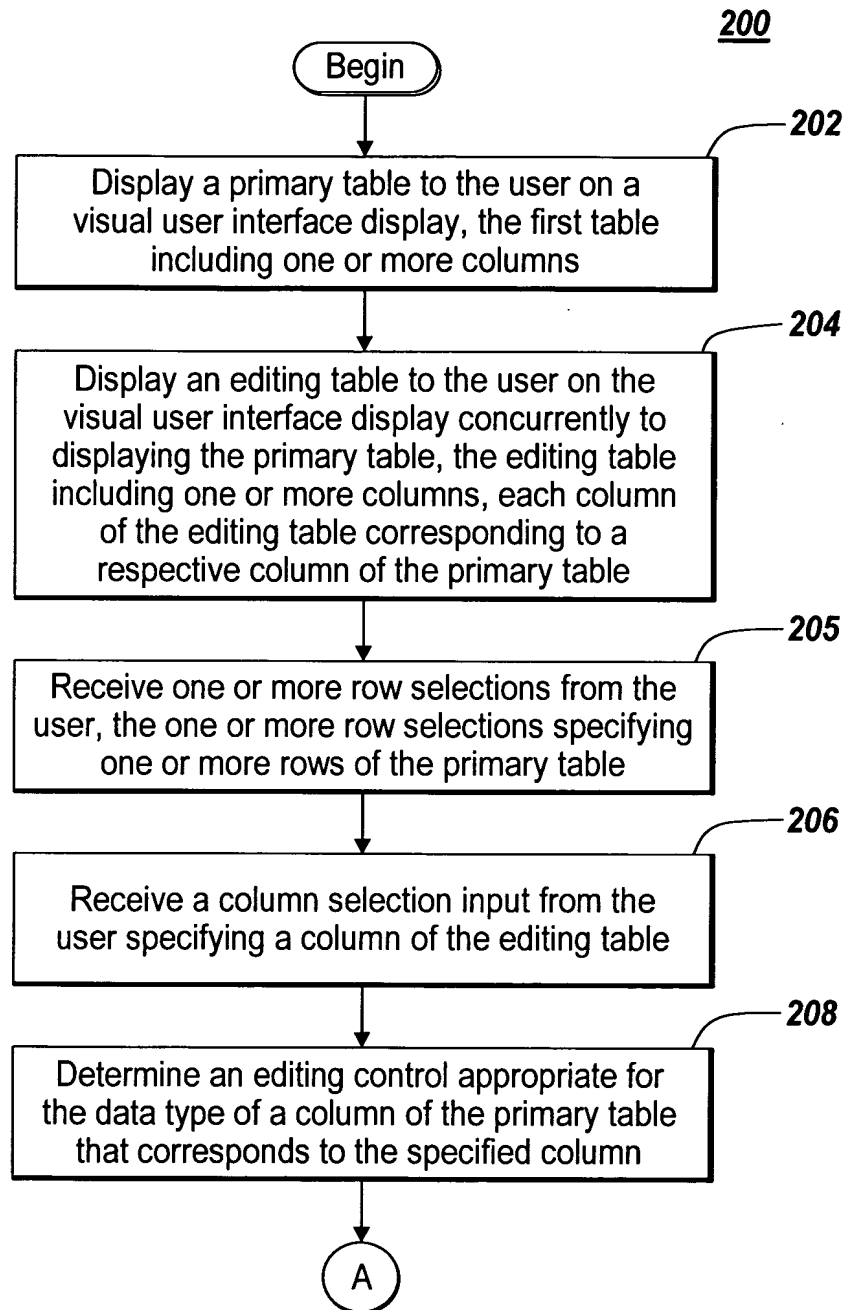 200
Begin
202
Display a primary table to the user on a
visual user interface display, the first table
including one or more columns
204
Display an editing table to the user on the
visual user interface display concurrently to
displaying the primary table, the editing table
including one or more columns, each column
of the editing table corresponding to a
respective column of the primary table
205
Receive one or more row selections from the
user, the one or more row selections specifying
one or more rows of the primary table
206
Receive a column selection input from the
user specifying a column of the editing table
208
Determine an editing control appropriate for
the data type of a column of the primary table
that corresponds to the specified column
A